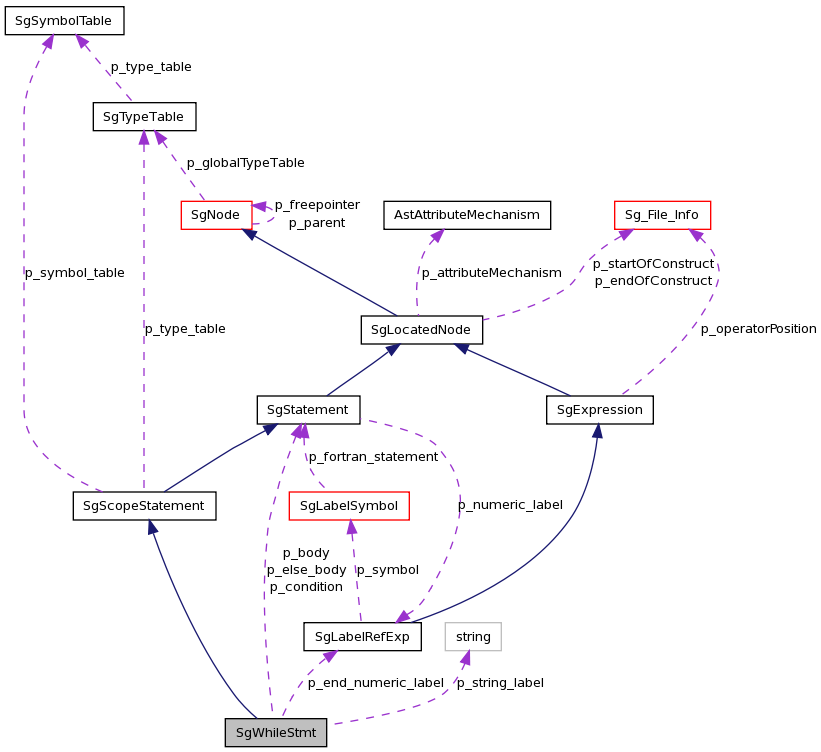 SgSymbolTable
p_type_table
SgTypeTable
p_globalTypeTable
SgNode
p_freepointer
p_parent
AstAttributeMechanism
Sg_File_Info
p_symbol_table
p_attributeMechanism
p_startOfConstruct
p_endOfConstruct
p_type_table
SgLocatedNode
p_operatorPosition
SgStatement
SgExpression
p_fortran_statement
SgScopeStatement
SgLabelSymbol
p_numeric_label
p_body
p_else_body
p_condition
p_symbol
SgLabelRefExp
string
p_end_numeric_label
p_string_label
SgWhileStmt